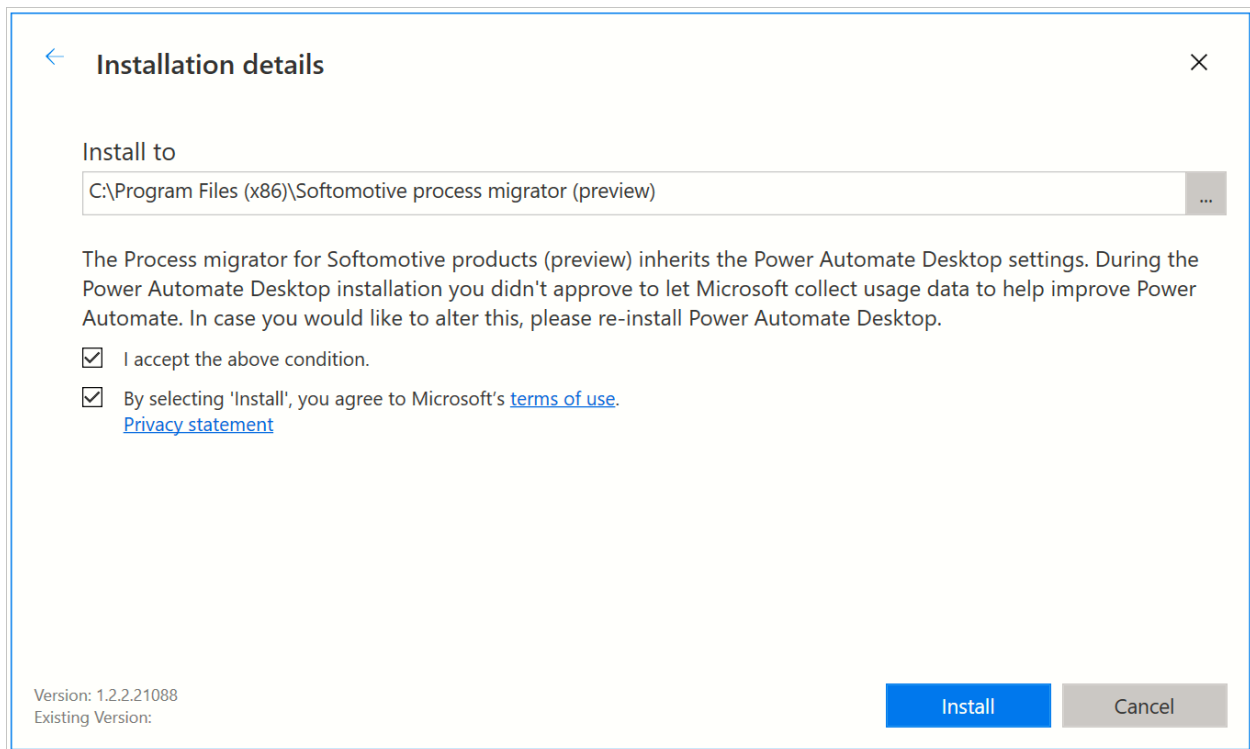 Installation details
Install to
C:\Program Files (x86)\Softomotive process migrator (preview)
...
The Process migrator for Softomotive products (preview) inherits the Power Automate Desktop settings. During the
Power Automate Desktop installation you didn't approve to let Microsoft collect usage data to help improve Power
Automate. In case you would like to alter this, please re-install Power Automate Desktop.
I accept the above condition.
By selecting 'Install', you agree to Microsoft’s terms of use.
Privacy statement
Version: 1.2.2.21088
Existing Version:
Install
Cancel